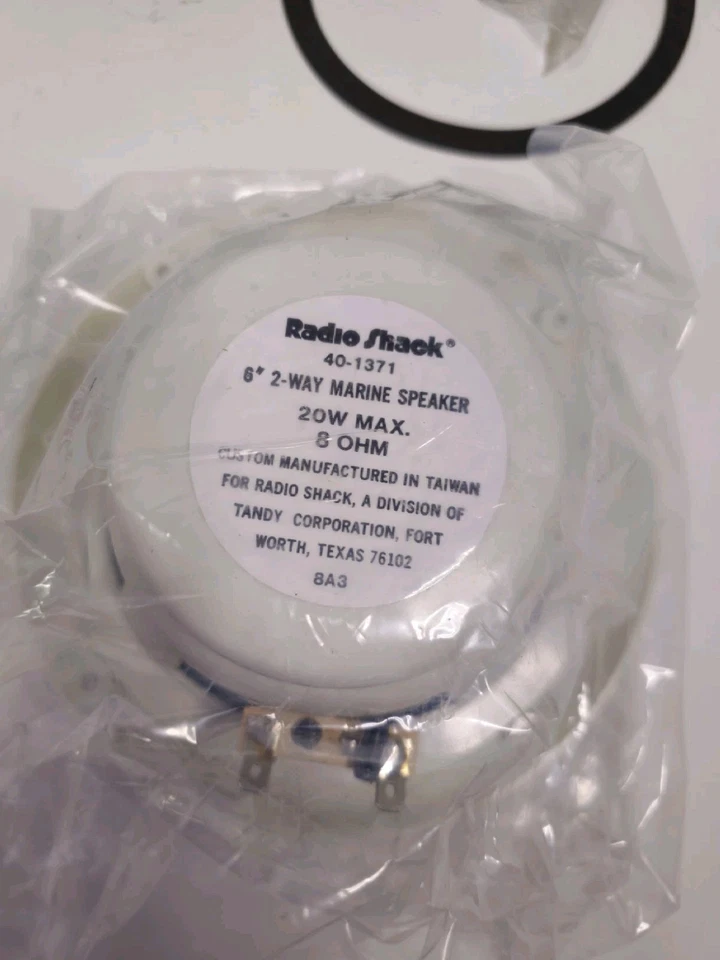 Radio Shack®
40-1371
6" 2-WAY MARINE SPEAKER
20W MAX.
8 OHM
CUSTOM MANUFACTURED IN TAIWAN
FOR RADIO SHACK, A DIVISION OF
TANDY CORPORATION, FORT
WORTH, TEXAS 76102
8A3